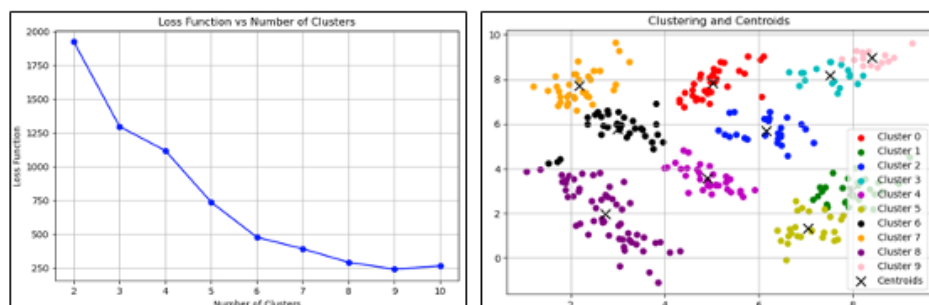 Loss Function vs Number of Clusters
2000
1750
1500
1250
1000
750
500
250
Loss Function
2 3 4 5 6 7 8 9 10
Number of Clusters
Clustering and Centroids
10
8
6
4
2
0
2 4 6 8
Cluster 0
Cluster 1
Cluster 2
Cluster 3
Cluster 4
Cluster 5
Cluster 6
Cluster 7
Cluster 8
Cluster 9
Centroids